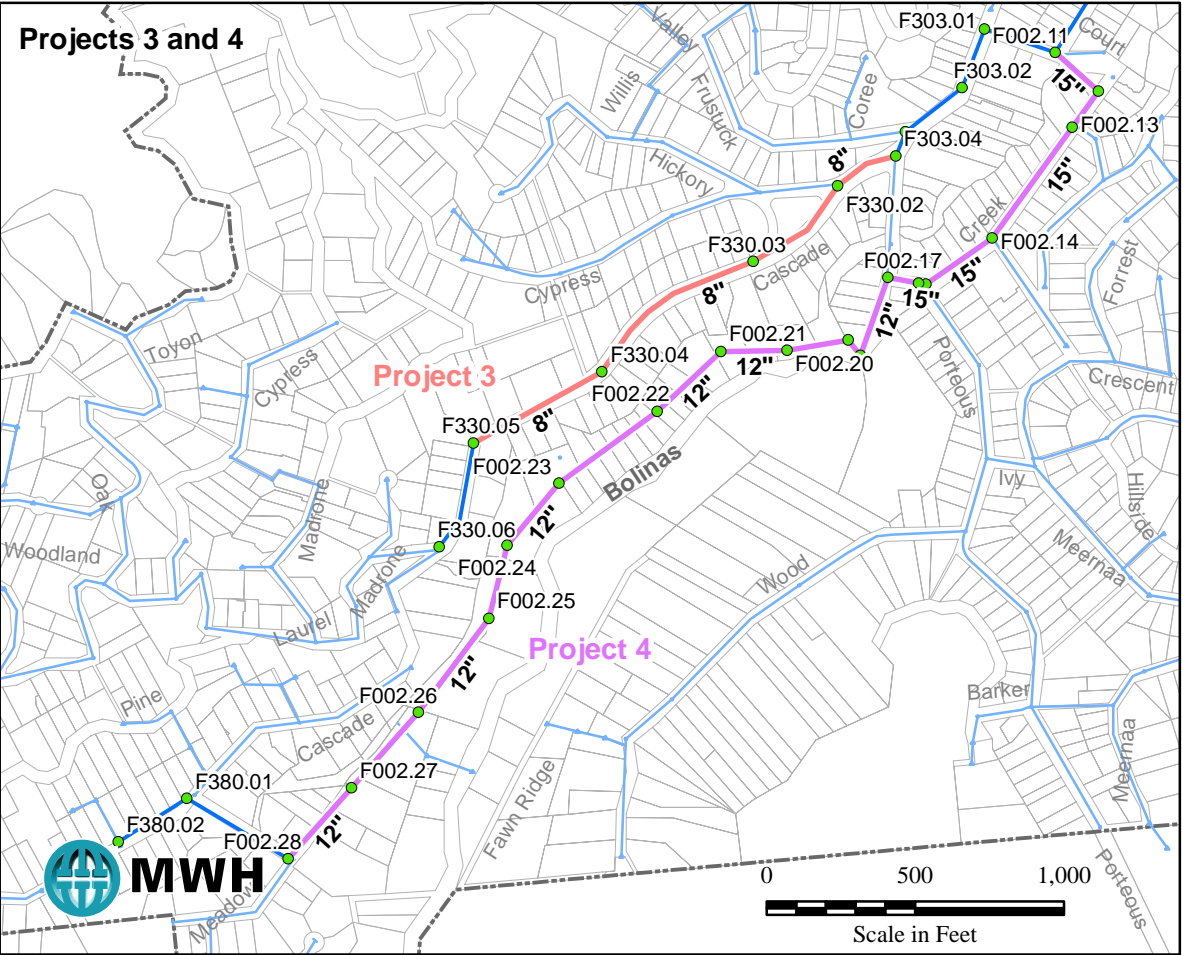 Projects 3 and 4
F303.01
F002.11
Court
Valley
15"
Willis
Frustuck
Coree
F303.02
F303.04
F002.13
8"
Hickory
15"
F330.02
Creek
F330.03
Cascade
F002.14
F002.17
15"
Forrest
Cypress
8"
15"
12"
Toyon
F002.21
F002.20
12"
Porteous
Cypress
F330.04
Project 3
F002.22
12"
Crescent
8"
F330.05
F002.23
Bolinas
Oak
Madrone
Ivy
Hillside
12"
F330.06
Woodland
F002.24
Madrone
Wood
Meernaa
F002.25
Laurel
Project 4
12"
F002.26
Pine
Cascade
Barker
Meernaa
F002.27
F380.01
F380.02
F002.28
12"
Fawn Ridge
MWH
Meadow
Porteous
0 500 1,000
Scale in Feet